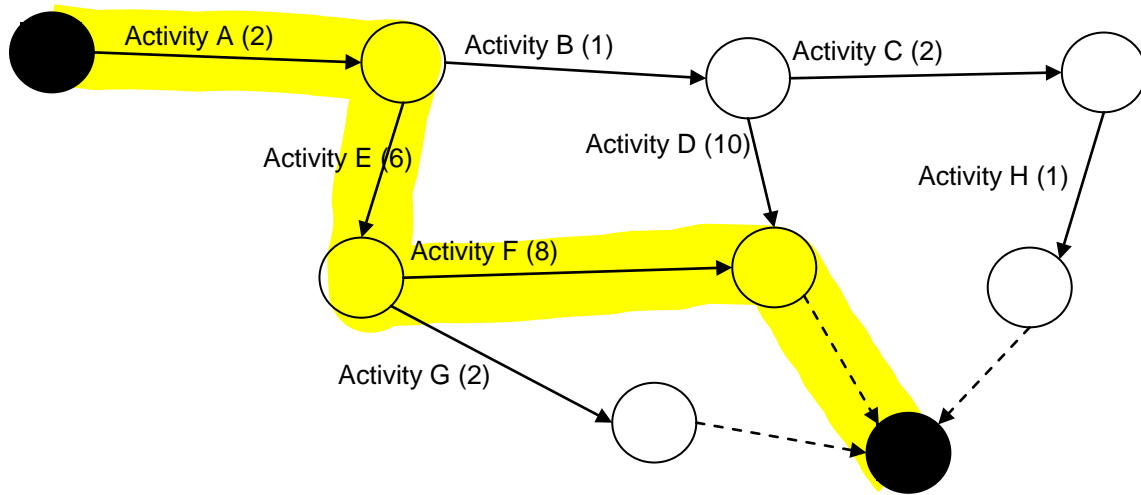 Activity A (2)
Activity B (1)
Activity C (2)
Activity E (6)
Activity D (10)
Activity H (1)
Activity F (8)
Activity G (2)